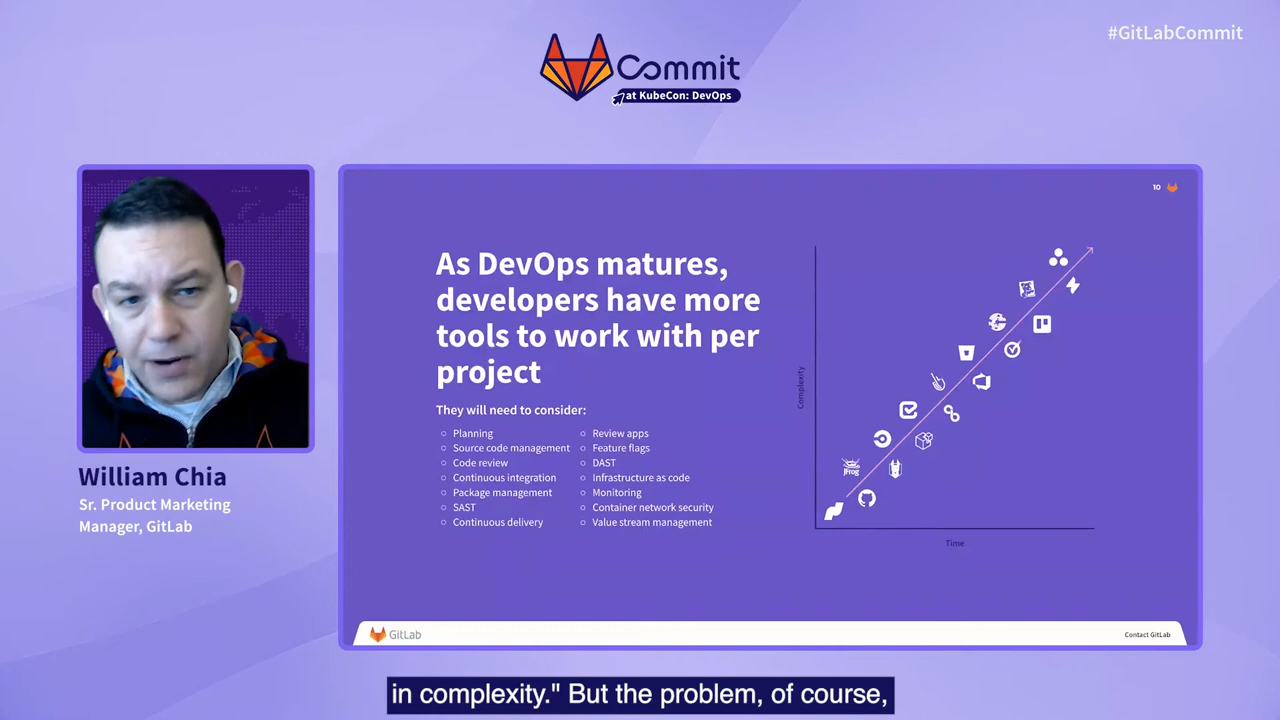 #GitLabCommit
Commit
at KubeCon: DevOps
10
As DevOps matures,
developers have more
tools to work with per
project
They will need to consider:
Planning
Source code management
Code review
Continuous integration
Package management
SAST
Continuous delivery
Review apps
Feature flags
DAST
Infrastructure as code
Monitoring
Container network security
Value stream management
Complexity
JFrog
Time
William Chia
Sr. Product Marketing
Manager, GitLab
GitLab
Contact GitLab
in complexity." But the problem, of course,